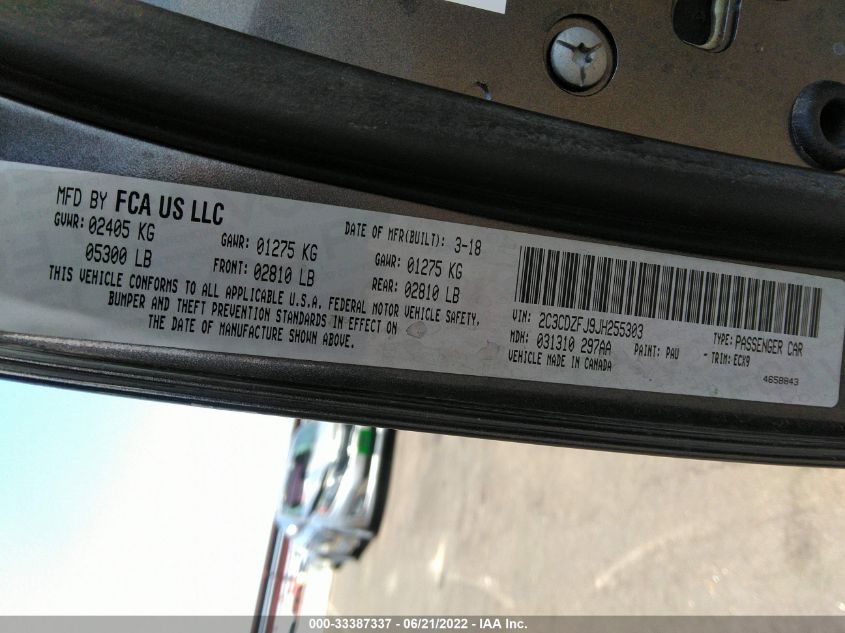 MFD BY FCA US LLC
DATE OF MFR(BUILT): 3-18
GVWR: 02405 KG
GAWR: 01275 KG
GAWR: 01275 KG
05300 LB
FRONT: 02810 LB
REAR: 02810 LB
THIS VEHICLE CONFORMS TO ALL APPLICABLE U.S.A. FEDERAL MOTOR VEHICLE SAFETY,
BUMPER AND THEFT PREVENTION STANDARDS IN EFFECT ON
THE DATE OF MANUFACTURE SHOWN ABOVE.
VIN: 2C3CDZFJ9JH255303
TYPE: PASSENGER CAR
MDH: 031310 297AA
PAINT: PAU
TRIM: ECX9
VEHICLE MADE IN CANADA
4658843
000-33387337 / 06/21/2022 / IAA Inc.